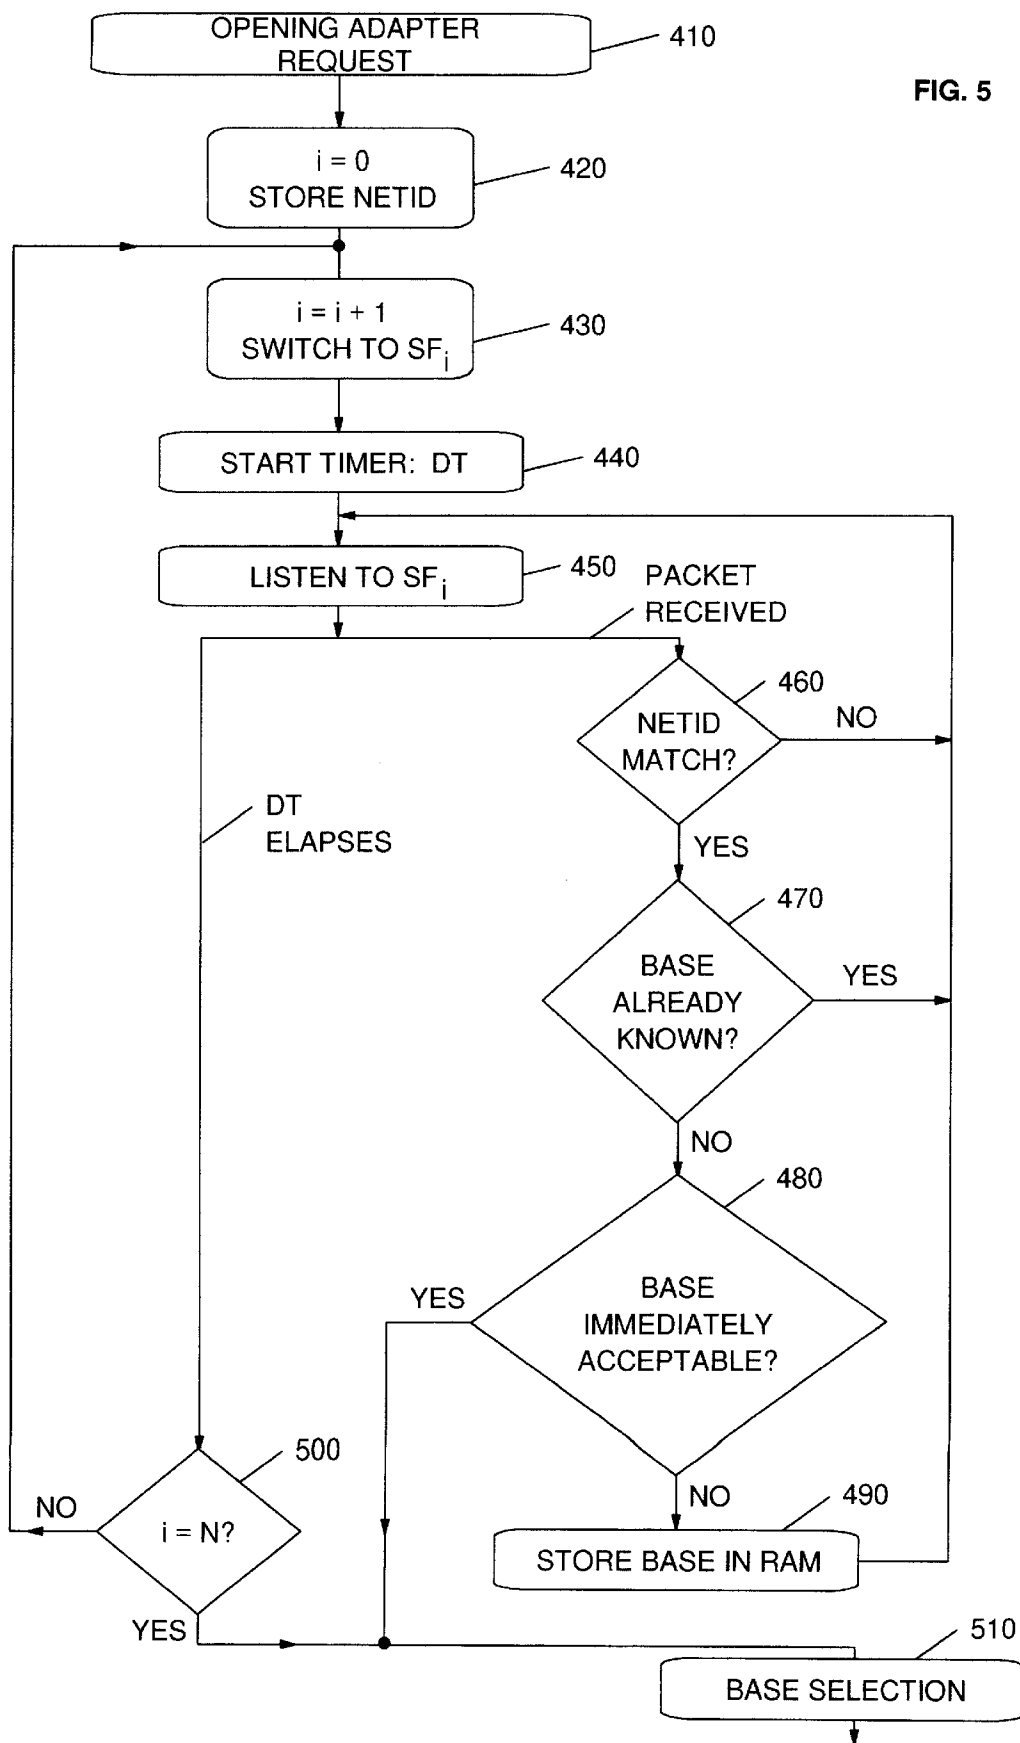 OPENING ADAPTER
REQUEST
410
FIG. 5
i = 0
STORE NETID
420
i = i + 1
SWITCH TO SFi
430
START TIMER: DT
440
LISTEN TO SFi
450
PACKET
RECEIVED
460
NETID
MATCH?
NO
DT
ELAPSES
YES
470
BASE
ALREADY
KNOWN?
YES
NO
480
BASE
IMMEDIATELY
ACCEPTABLE?
YES
500
NO
i = N?
NO
490
STORE BASE IN RAM
YES
510
BASE SELECTION